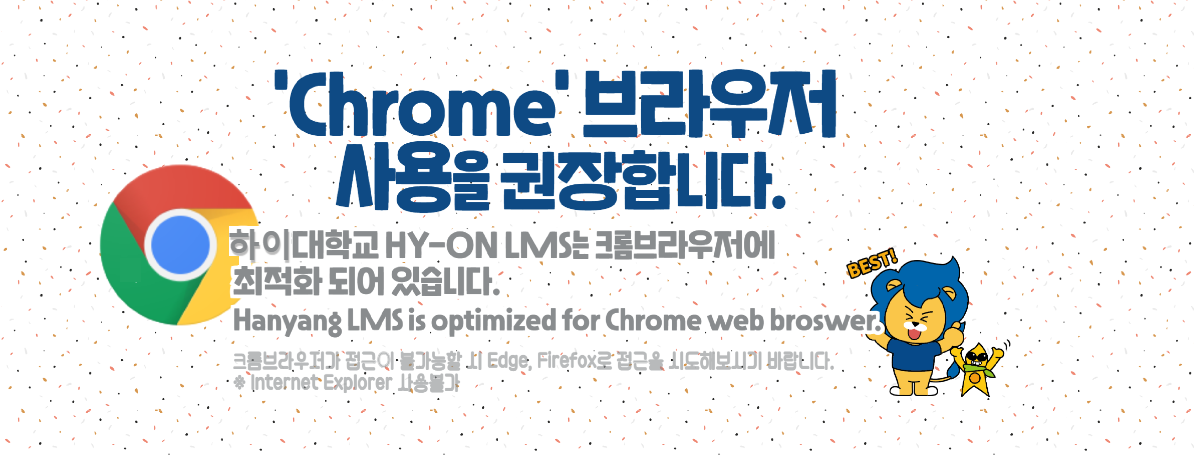 'Chrome' 브라우저
사용을 권장합니다.
하이대학교 HY-ON LMS는 크롬브라우저에
최적화 되어 있습니다.
Hanyang LMS is optimized for Chrome web broswer.
크롬브라우저가 접근이 불가능할 시 Edge, Firefox로 접근을 시도해보시기 바랍니다.
※ Internet Explorer 사용불가
BEST!